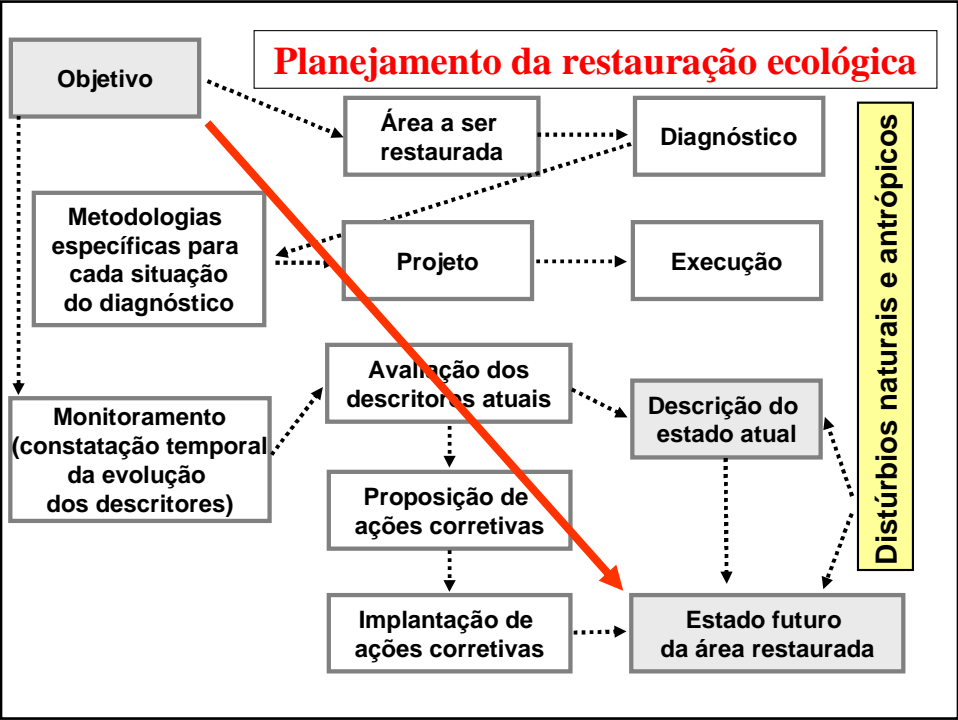 Planejamento da restauração ecológica
Objetivo
Área a ser
restaurada
Diagnóstico
Metodologias
específicas para
cada situação
do diagnóstico
Projeto
Execução
Distúrbios naturais e antrópicos
Avaliação dos
descritores atuais
Descrição do
estado atual
Monitoramento
(constatação temporal
da evolução
dos descritores)
Proposição de
ações corretivas
Implantação de
ações corretivas
Estado futuro
da área restaurada